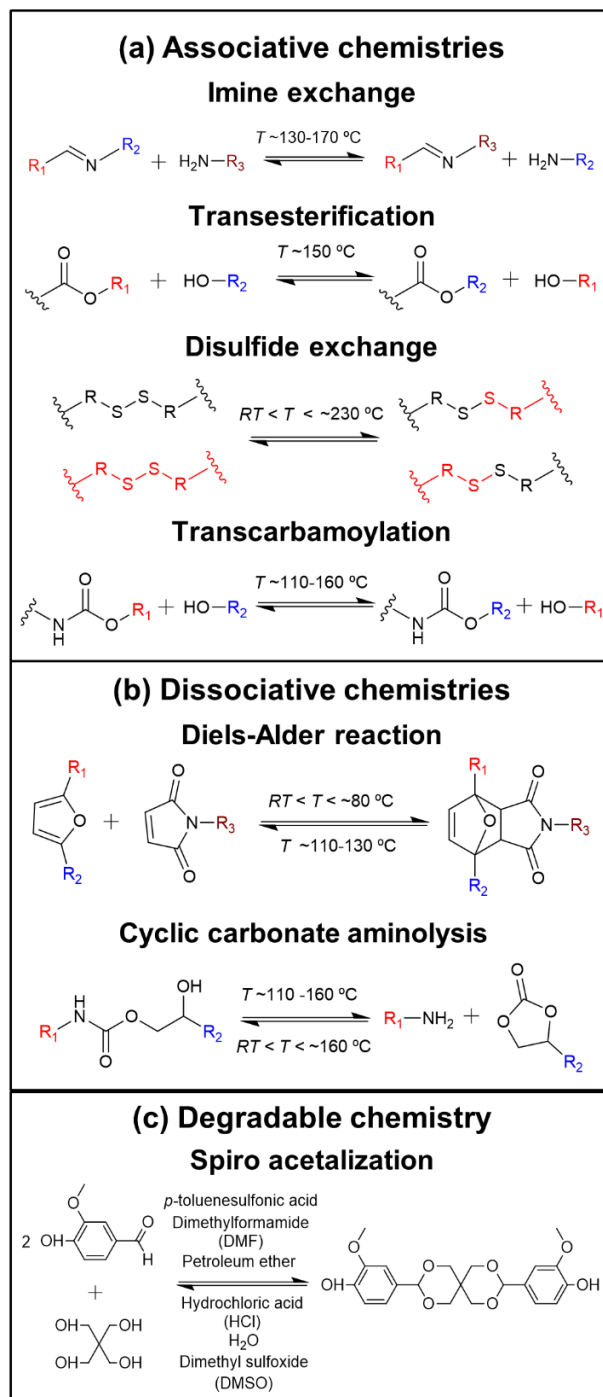 (a) Associative chemistries
Imine exchange
R1 N R2 + H2N-R3 T ~130-170 ºC R1 N R3 + H2N-R2
Transesterification
O O R1 + HO-R2 T ~150 ºC O O R2 + HO-R1
Disulfide exchange
R S S R RT < T < ~230 ºC R S S R
R S S R R S S R
Transcarbamoylation
N H O O R1 + HO-R2 T ~110-160 ºC N H O O R2 + HO-R1
(b) Dissociative chemistries
Diels-Alder reaction
R1 O R2 + O N-R3 O RT < T < ~80 ºC R1 O O N-R3 O R2
T ~110-130 ºC
Cyclic carbonate aminolysis
R1 H N O O OH R2 T ~110 -160 ºC R1-NH2 + O O O R2
RT < T < ~160 ºC
(c) Degradable chemistry
Spiro acetalization
2 O HO O H
p-toluenesulfonic acid
Dimethylformamide
(DMF)
Petroleum ether
+
OH OH
OH OH
Hydrochloric acid
(HCl)
H2O
Dimethyl sulfoxide
(DMSO)
O HO O O O O O OH